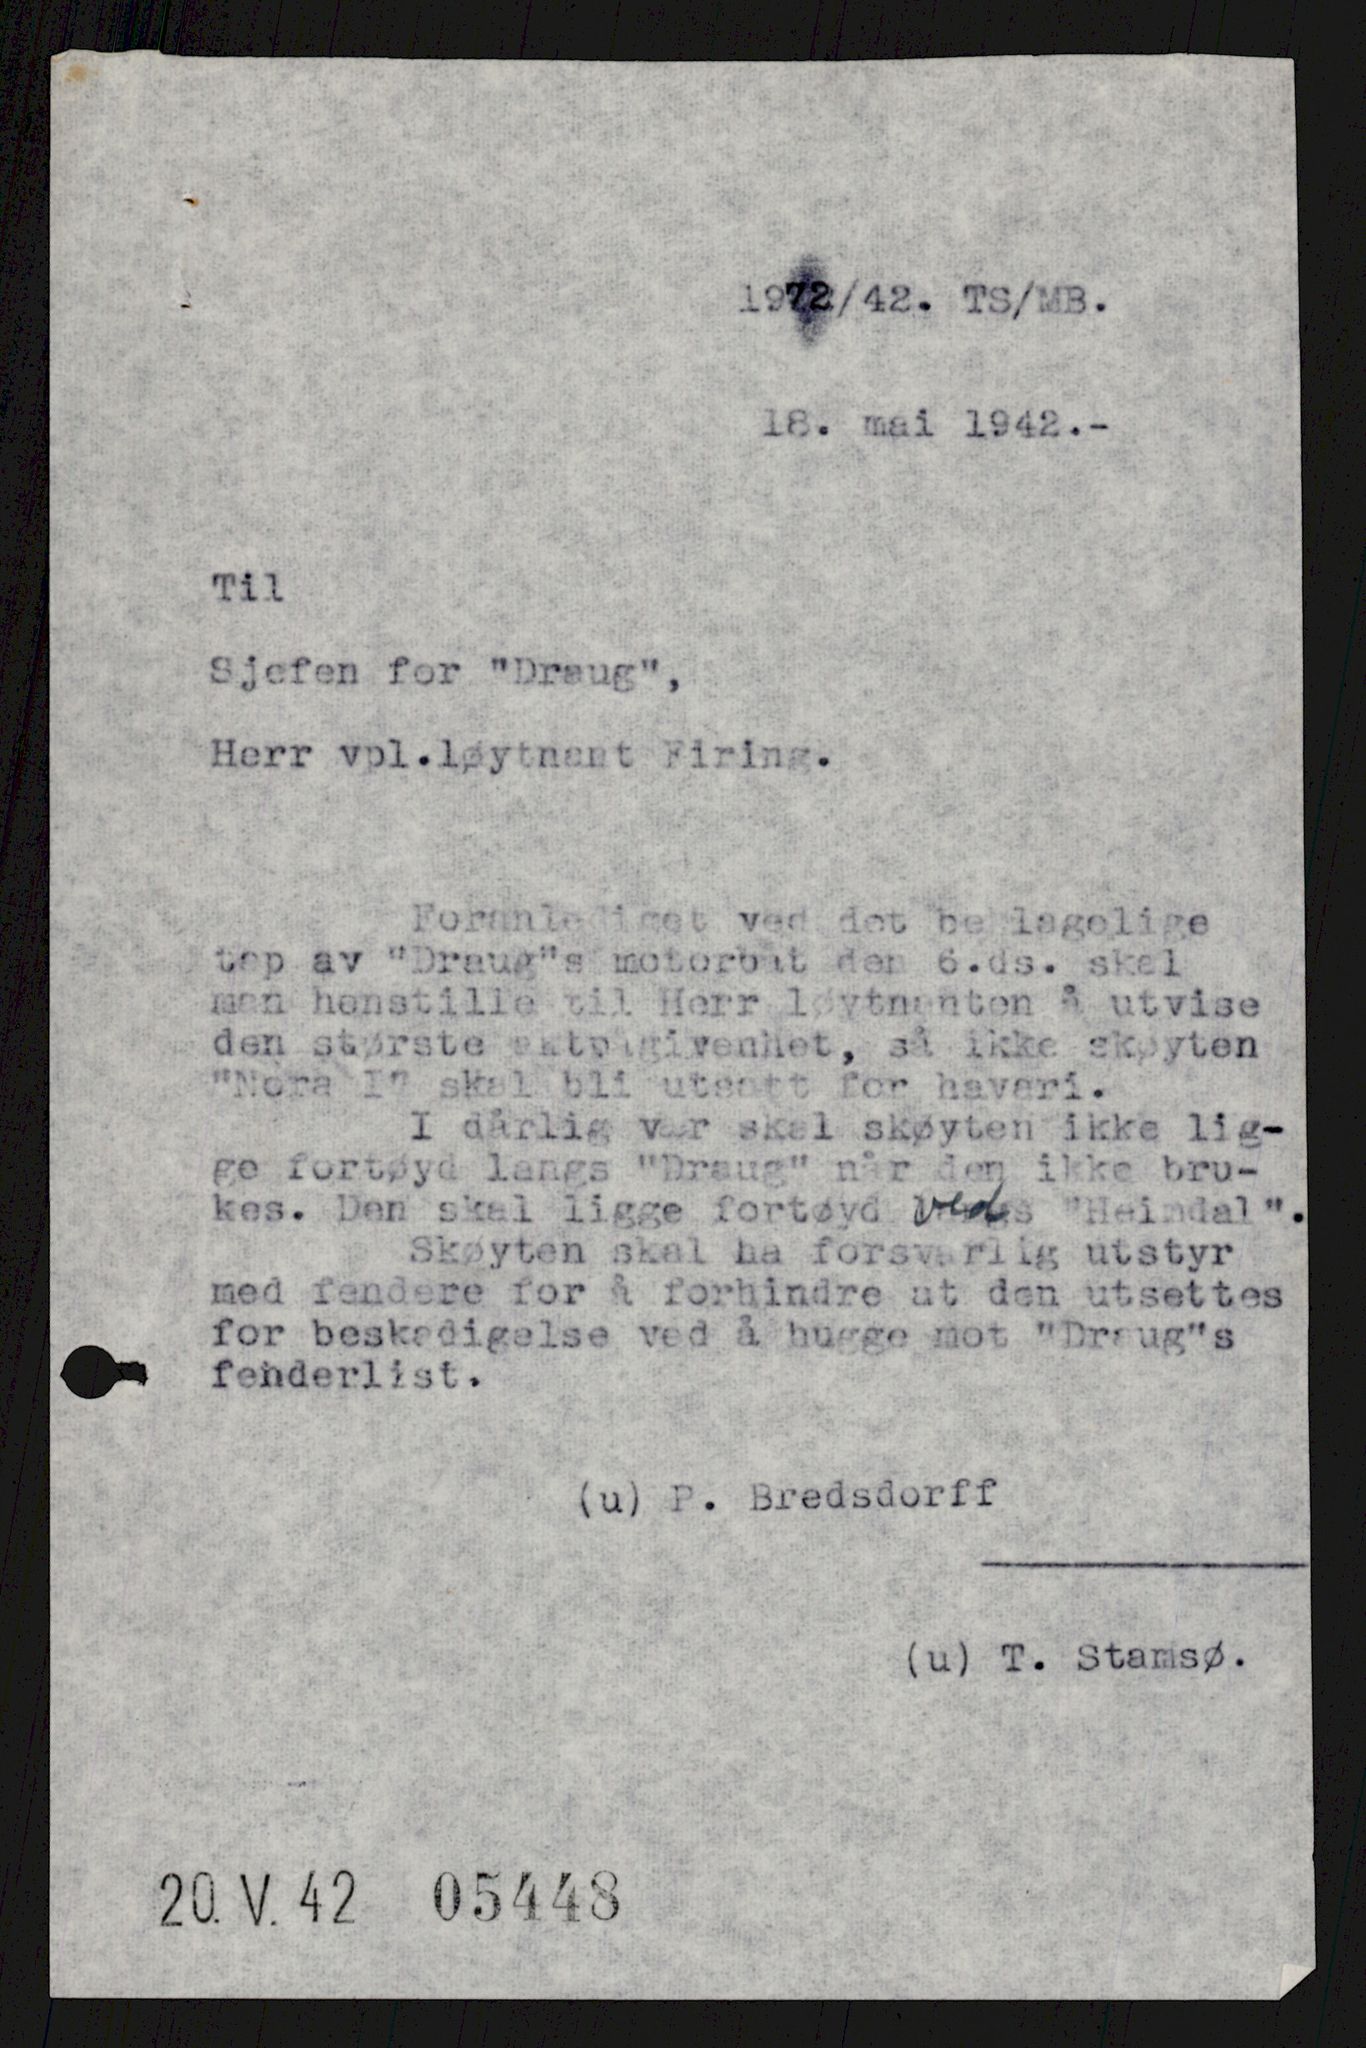 1972/42. TS/MB.
18. mai 1942.-
Til
Sjefen for "Draug",
Herr vpl.løytnant Firing.
Foranlediget ved det beklagelige
tap av "Draug"s motorbåt den 6.ds. skal
man henstille til Herr løytnanten å utvise
den største aktpågivenhet, så ikke skøyten
"Nora I" skal bli utsatt for havari.
I dårlig vær skal skøyten ikke lig-
ge fortøyd langs "Draug" når den ikke bru-
kes. Den skal ligge fortøyd ved "Heimdal".
Skøyten skal ha forsvarlig utstyr
med fendere for å forhindre at den utsettes
for beskadigelse ved å hugge mot "Draug"s
fenderlist.
(u) P. Bredsdorff
(u) T. Stamsø.
20. V. 42 05448